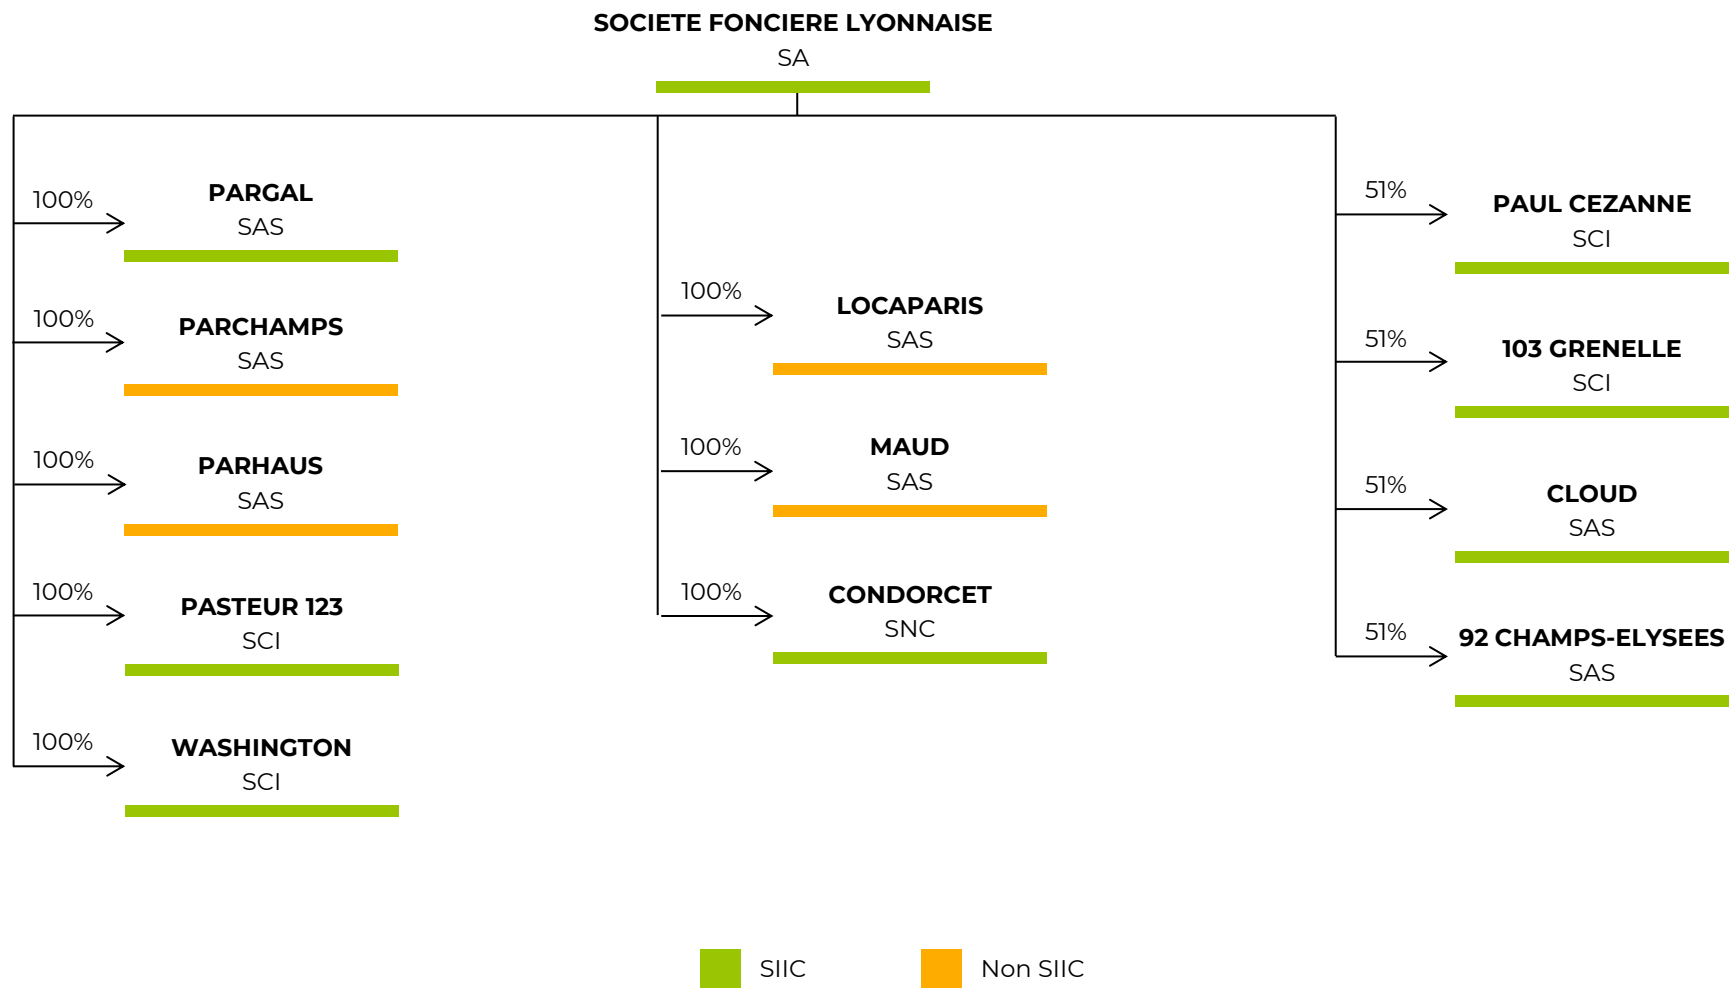 SOCIETE FONCIERE LYONNAISE
SA
100%
PARGAL
SAS
100%
PARCHAMPS
SAS
100%
PARHAUS
SAS
100%
PASTEUR 123
SCI
100%
WASHINGTON
SCI
100%
LOCAPARIS
SAS
100%
MAUD
SAS
100%
CONDORCET
SNC
51%
PAUL CEZANNE
SCI
51%
103 GRENELLE
SCI
51%
CLOUD
SAS
51%
92 CHAMPS-ELYSEES
SAS
SIIC
Non SIIC